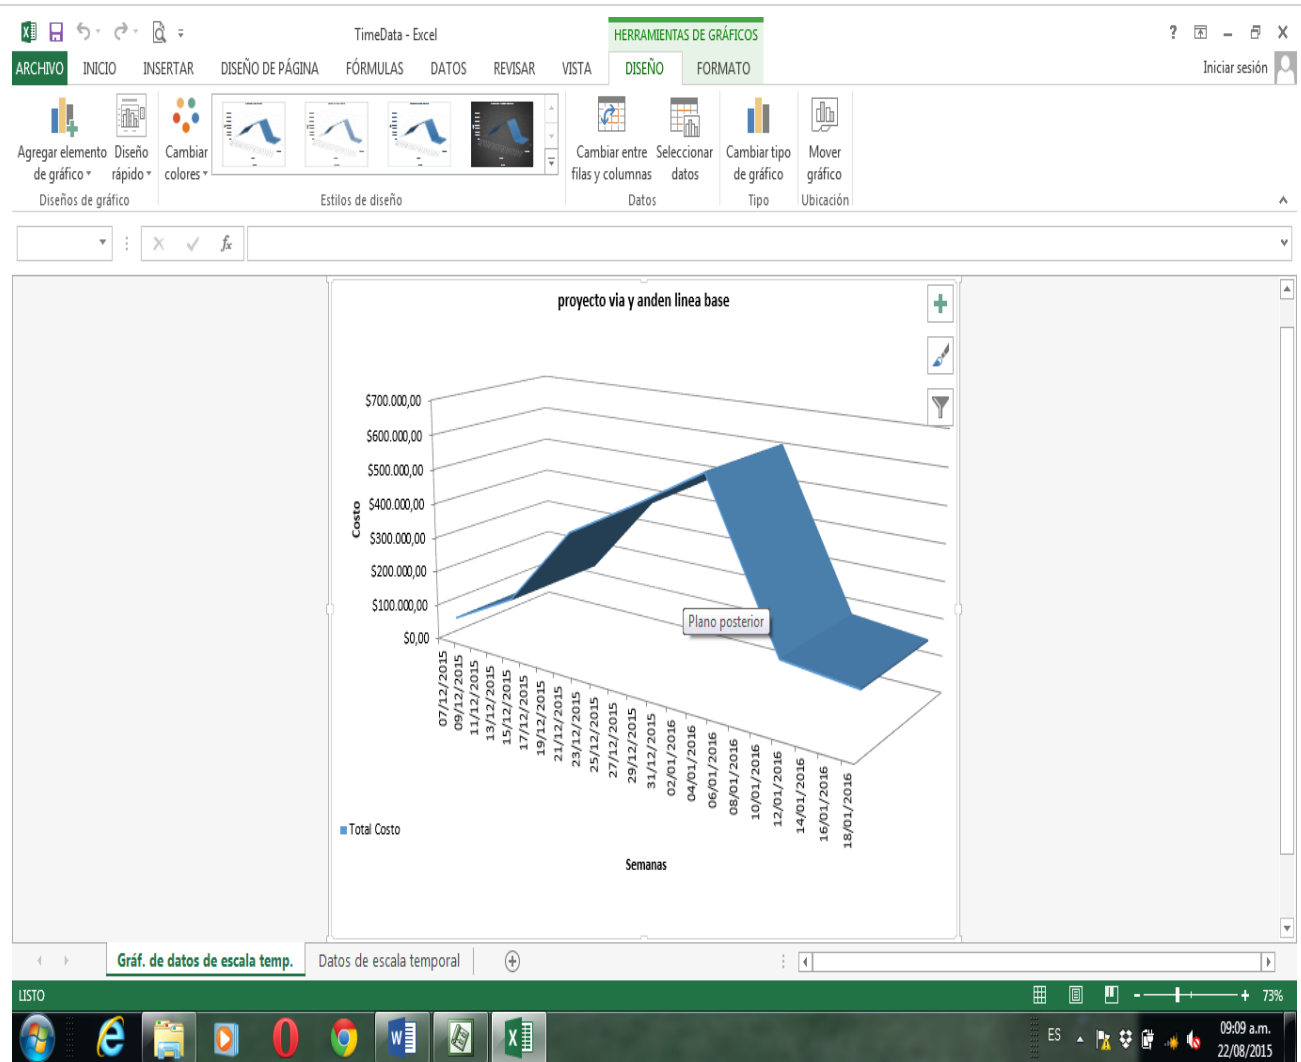 TimeData - Excel
HERRAMIENTAS DE GRÁFICOS
?
ARCHIVO INICIO INSERTAR DISEÑO DE PÁGINA FÓRMULAS DATOS REVISAR VISTA DISEÑO FORMATO Iniciar sesión
Agregar elemento de gráfico
Diseño rápido
Cambiar colores
Cambiar entre filas y columnas
Seleccionar datos
Cambiar tipo de gráfico
Mover gráfico
Diseños de gráfico Estilos de diseño Datos Tipo Ubicación
fx
proyecto via y anden linea base
$700.000,00
$600.000,00
$500.000,00
$400.000,00
$300.000,00
$200.000,00
$100.000,00
$0,00
Costo
Plano posterior
07/12/2015
09/12/2015
11/12/2015
13/12/2015
15/12/2015
17/12/2015
19/12/2015
21/12/2015
23/12/2015
25/12/2015
27/12/2015
29/12/2015
31/12/2015
02/01/2016
04/01/2016
06/01/2016
08/01/2016
10/01/2016
12/01/2016
14/01/2016
16/01/2016
18/01/2016
Total Costo
Semanas
Gráf. de datos de escala temp. Datos de escala temporal
LISTO 73%
ES 09:09 a.m.
22/08/2015